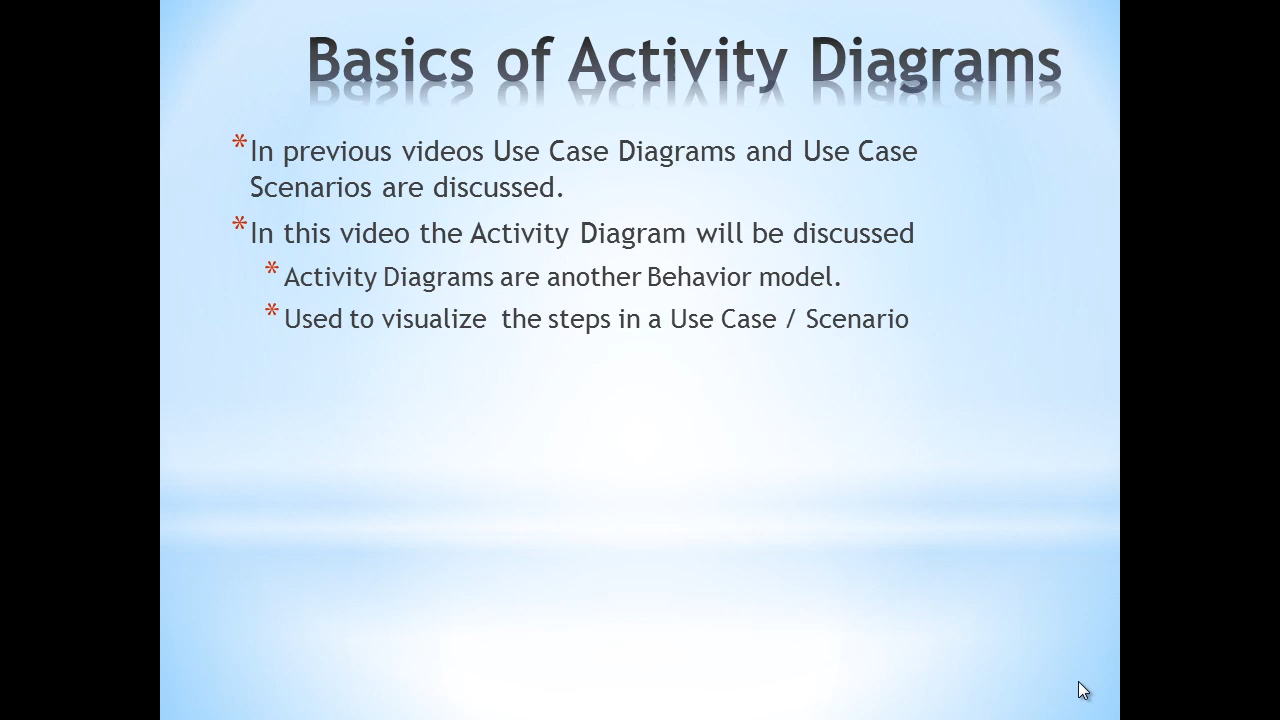 Basics of Activity Diagrams
* In previous videos Use Case Diagrams and Use Case
Scenarios are discussed.
* In this video the Activity Diagram will be discussed
* Activity Diagrams are another Behavior model.
* Used to visualize  the steps in a Use Case / Scenario